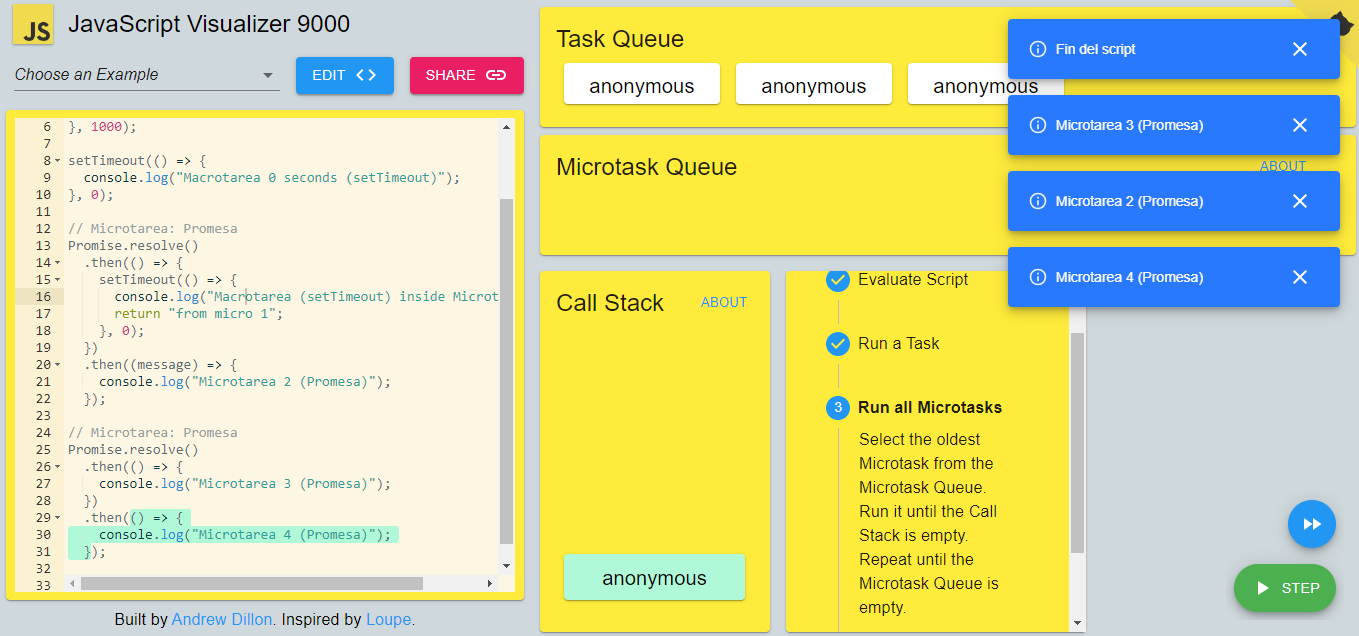 JS JavaScript Visualizer 9000
Choose an Example
EDIT
SHARE
6 }, 1000);
7
8 setTimeout(() => {
9 console.log("Macrotarea 0 seconds (setTimeout)");
10 }, 0);
11
12 // Microtarea: Promesa
13 Promise.resolve()
14 .then(() => {
15 setTimeout(() => {
16 console.log("Macrotarea (setTimeout) inside Microt
17 return "from micro 1";
18 }, 0);
19 })
20 .then((message) => {
21 console.log("Microtarea 2 (Promesa)");
22 });
23
24 // Microtarea: Promesa
25 Promise.resolve()
26 .then(() => {
27 console.log("Microtarea 3 (Promesa)");
28 })
29 .then(() => {
30 console.log("Microtarea 4 (Promesa)");
31 });
32
33
Built by Andrew Dillon. Inspired by Loupe.
Task Queue
anonymous
anonymous
anonymous
Microtask Queue
ABOUT
Call Stack
ABOUT
anonymous
Evaluate Script
Run a Task
3 Run all Microtasks
Select the oldest
Microtask from the
Microtask Queue.
Run it until the Call
Stack is empty.
Repeat until the
Microtask Queue is
empty.
Fin del script
Microtarea 3 (Promesa)
Microtarea 2 (Promesa)
Microtarea 4 (Promesa)
STEP